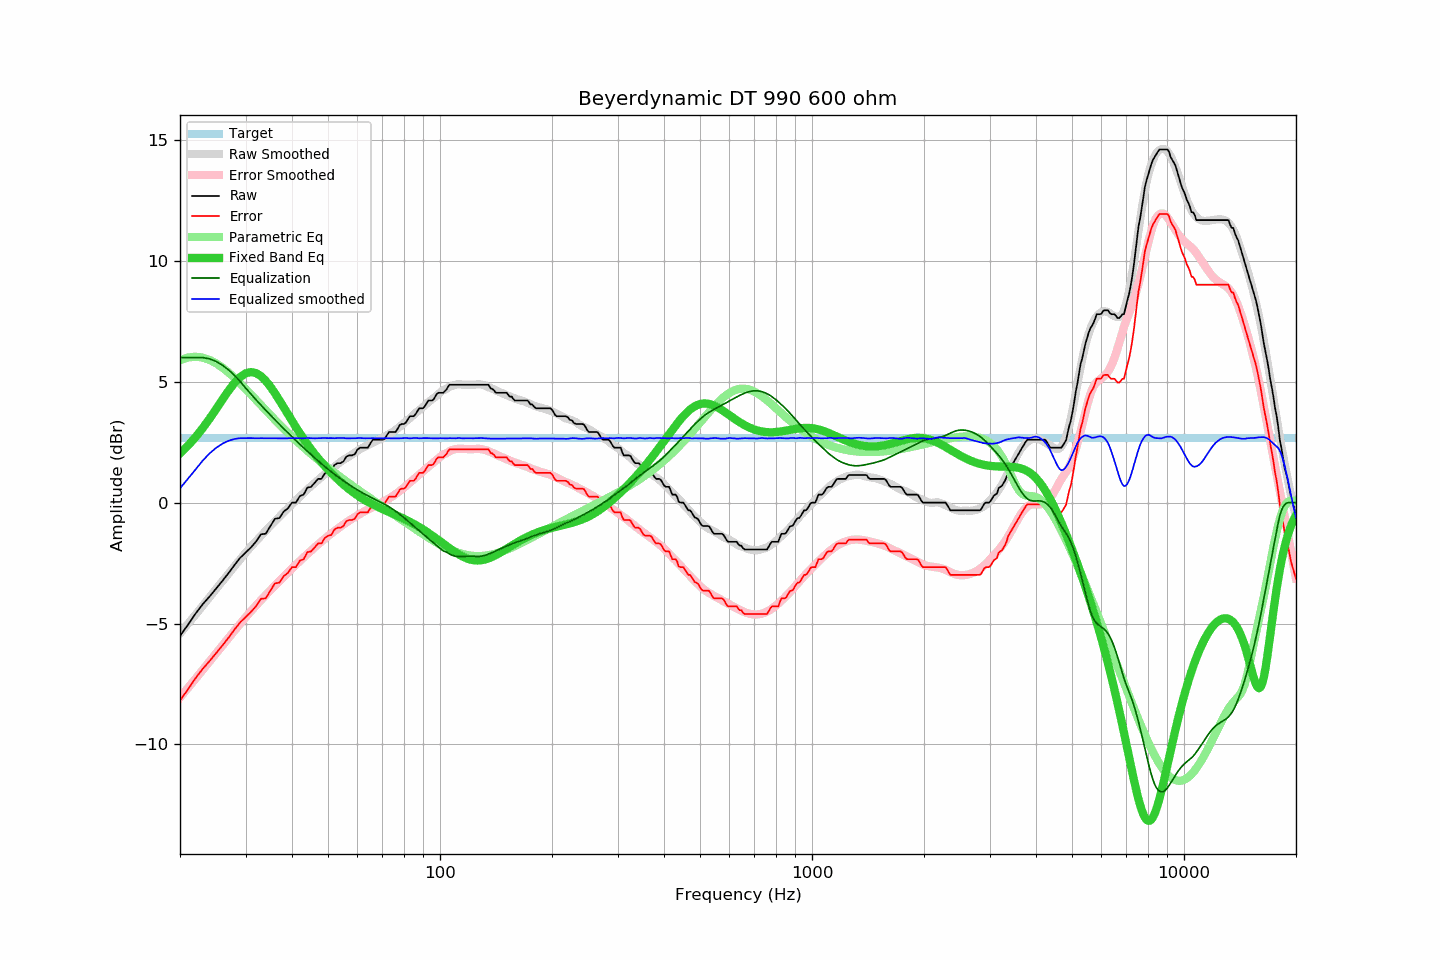 Beyerdynamic DT 990 600 ohm
Target
Raw Smoothed
Error Smoothed
Raw
Error
Parametric Eq
Fixed Band Eq
Equalization
Equalized smoothed
15
10
5
0
−5
−10
Amplitude (dBr)
100
1000
10000
Frequency (Hz)